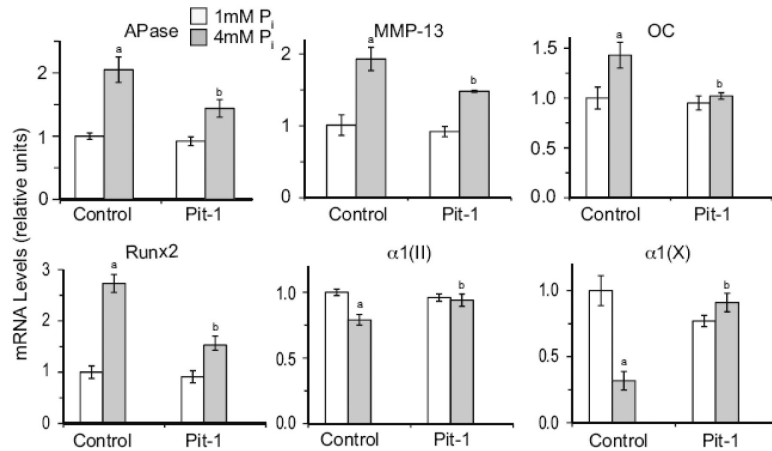 APase
1mM Pi
4mM Pi
MMP-13
OC
mRNA Levels (relative units)
2
1
0
a
b
Control
Pit-1
2
1
0
a
b
Control
Pit-1
1.5
1.0
0.5
0.0
a
b
Control
Pit-1
Runx2
α1(II)
α1(X)
3
2
1
0
a
b
Control
Pit-1
1.0
0.75
0.5
0.0
a
b
Control
Pit-1
1.0
0.5
0.0
a
b
Control
Pit-1